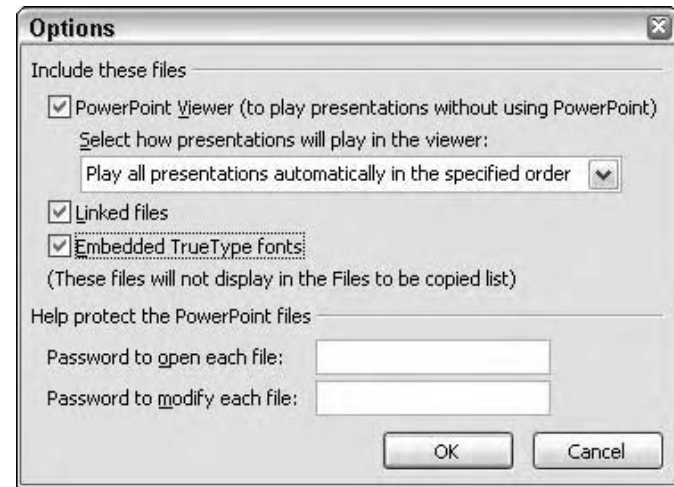 Options
Include these files
PowerPoint Viewer (to play presentations without using PowerPoint)
Select how presentations will play in the viewer:
Play all presentations automatically in the specified order
Linked files
Embedded TrueType fonts
(These files will not display in the Files to be copied list)
Help protect the PowerPoint files
Password to open each file:
Password to modify each file:
OK Cancel